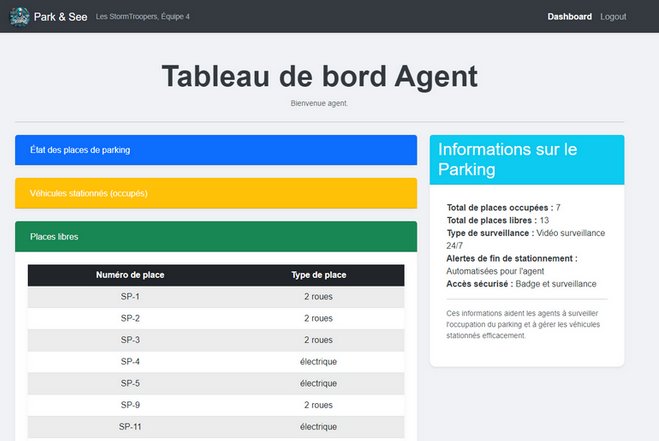 Park & See Les StormTroopers, Équipe 4 Dashboard Logout
Tableau de bord Agent
Bienvenue agent.
État des places de parking
Véhicules stationnés (occupés)
Places libres
Numéro de place Type de place
SP-1 2 roues
SP-2 2 roues
SP-3 2 roues
SP-4 électrique
SP-5 électrique
SP-9 2 roues
SP-11 électrique
Informations sur le
Parking
Total de places occupées : 7
Total de places libres : 13
Type de surveillance : Vidéo surveillance
24/7
Alertes de fin de stationnement :
Automatisées pour l'agent
Accès sécurisé : Badge et surveillance
Ces informations aident les agents à surveiller
l'occupation du parking et à gérer les véhicules
stationnés efficacement.